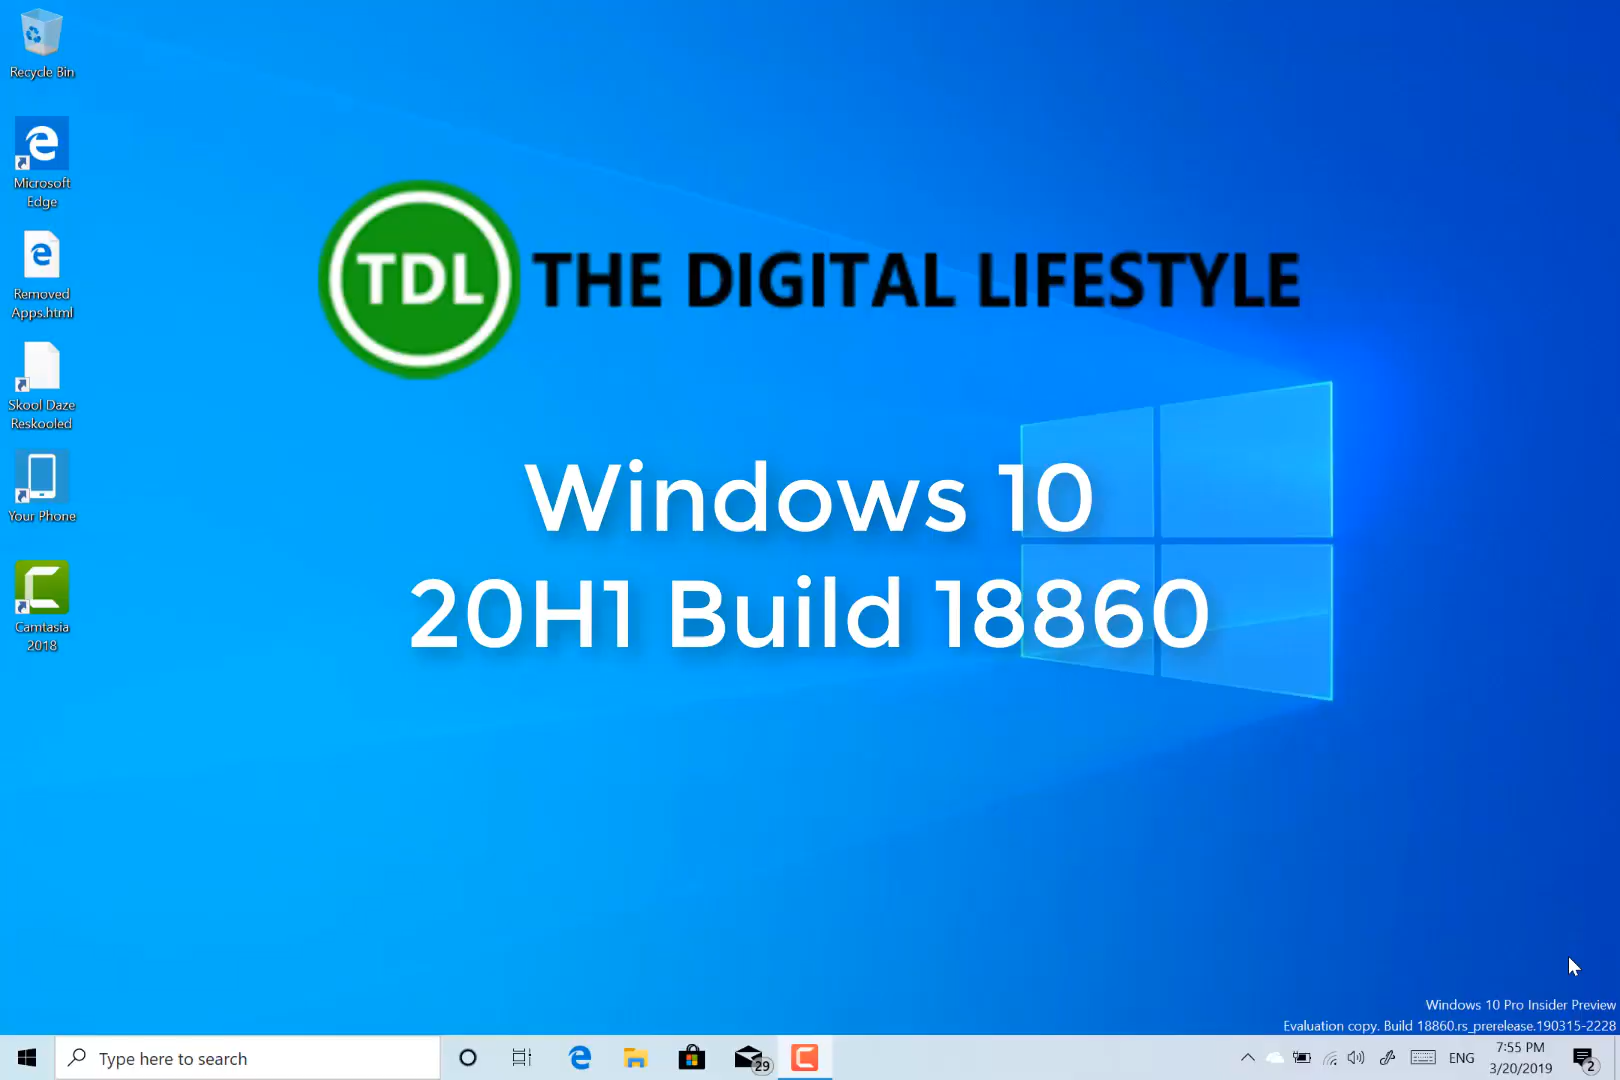 Recycle Bin
Microsoft
Edge
Removed
Apps.html
Skool Daze
Reskooled
Your Phone
Camtasia
2018
TDL THE DIGITAL LIFESTYLE
Windows 10
20H1 Build 18860
Windows 10 Pro Insider Preview
Evaluation copy. Build 18860.rs_prerelease.190315-2228
Type here to search
29
ENG
7:55 PM
3/20/2019
2